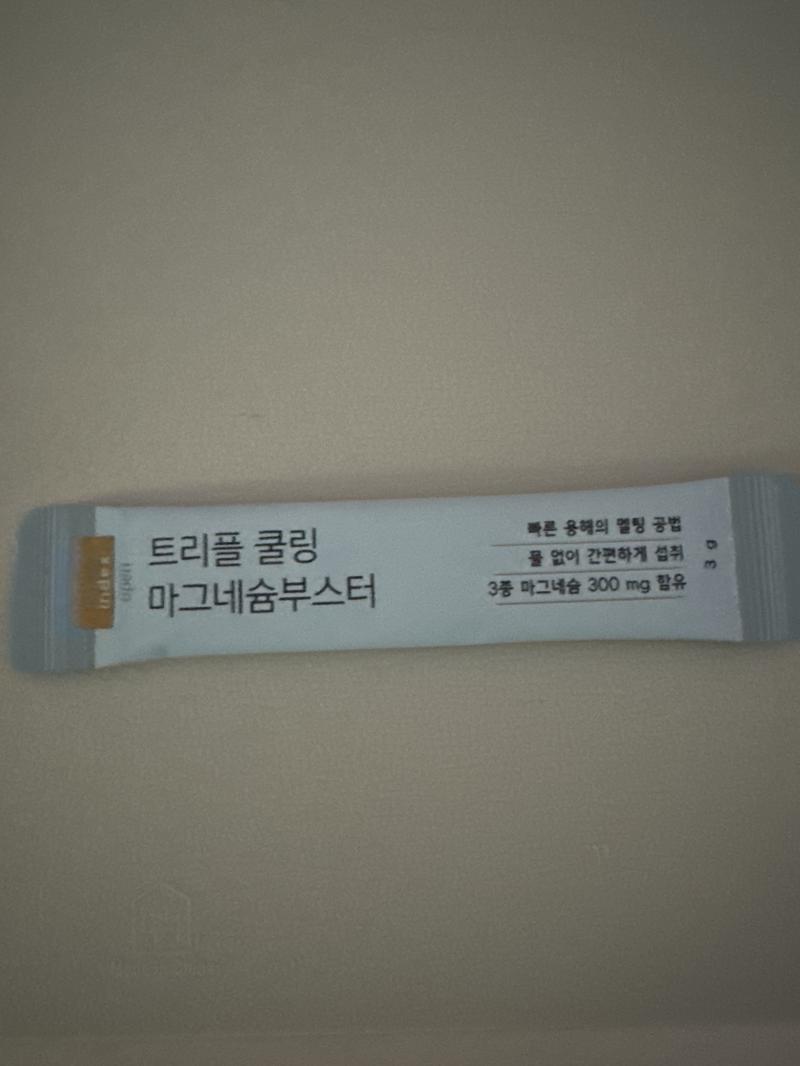 index
open
트리플 쿨링
마그네슘부스터
빠른 용해의 멜팅 공법
물 없이 간편하게 섭취
3종 마그네슘 300 mg 함유
3 g